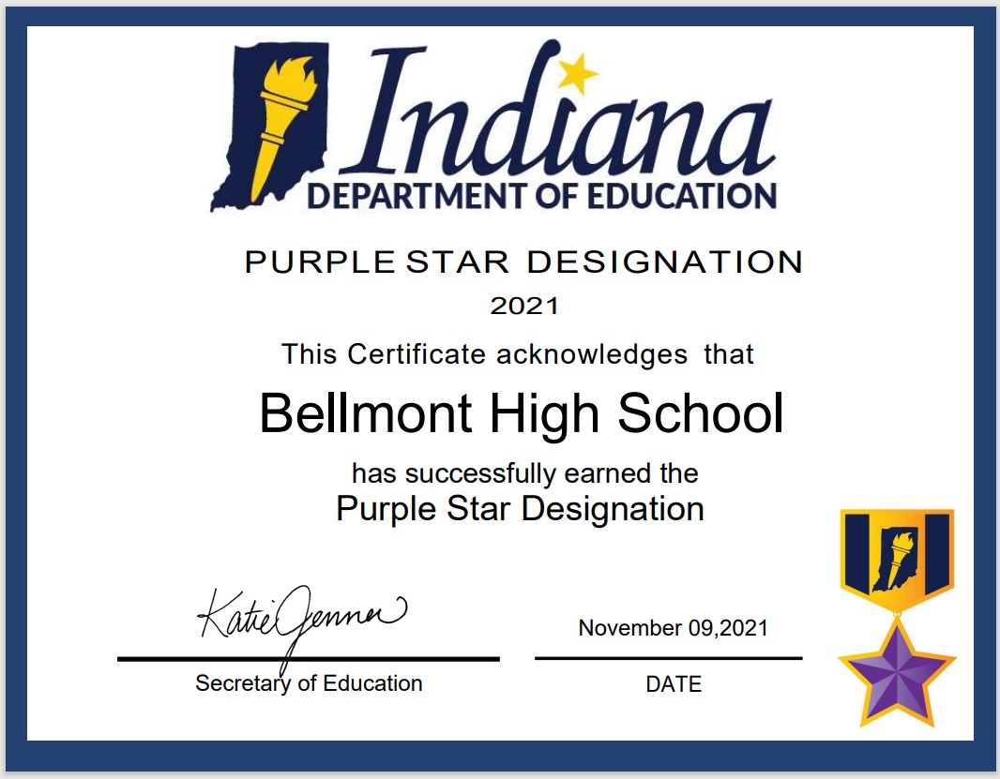 Indiana
DEPARTMENT OF EDUCATION
PURPLE STAR DESIGNATION
2021
This Certificate acknowledges that
Bellmont High School
has successfully earned the
Purple Star Designation
Katie Jenner
November 09,2021
Secretary of Education
DATE